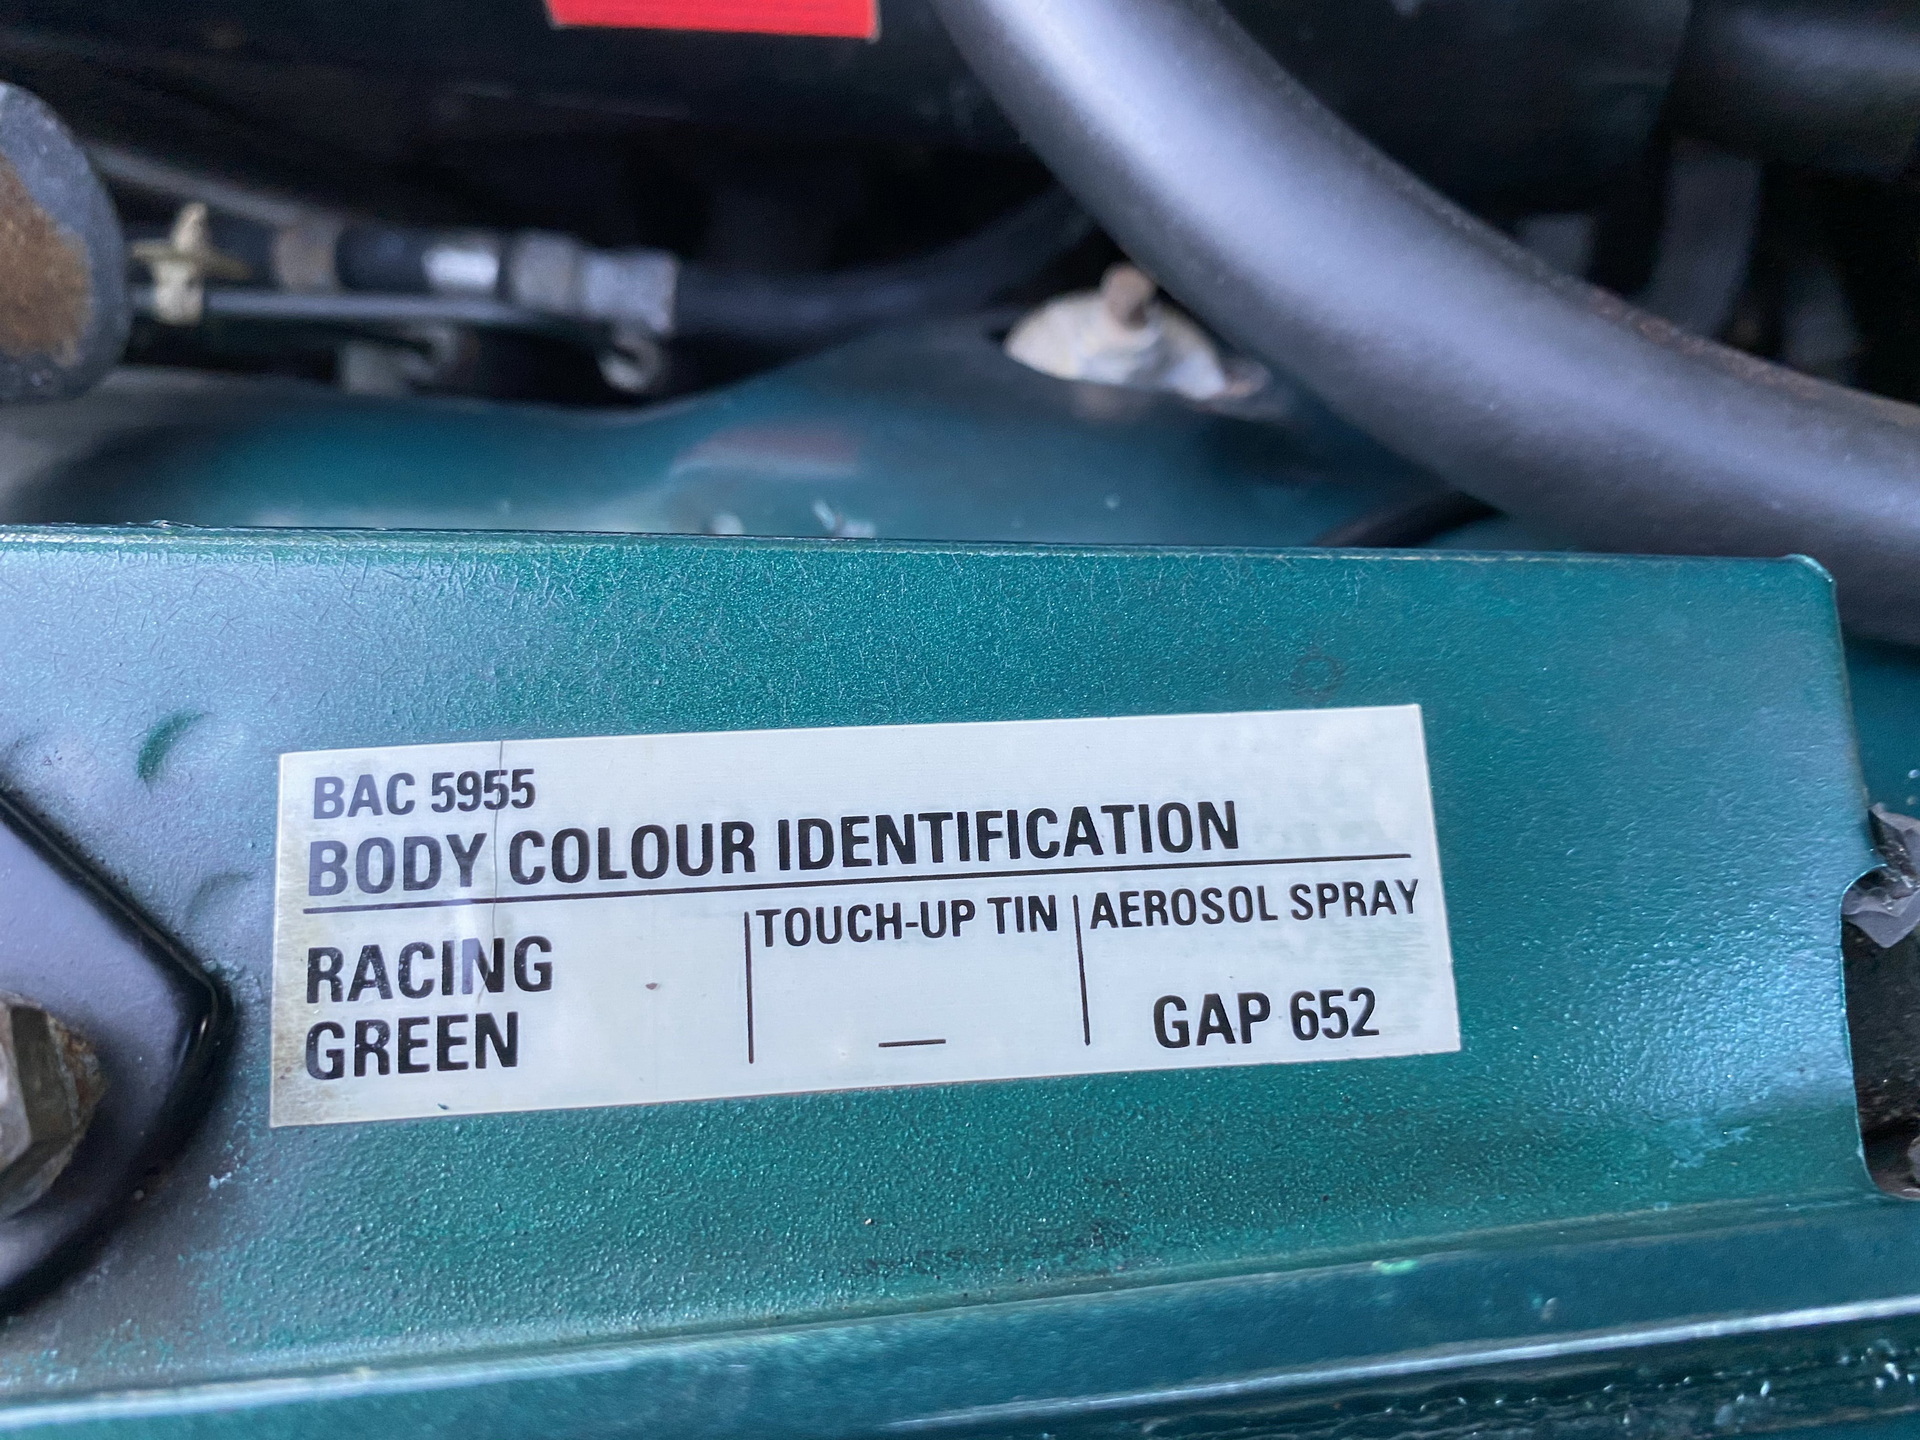 BAC 5955
BODY COLOUR IDENTIFICATION
RACING
GREEN
TOUCH-UP TIN
—
AEROSOL SPRAY
GAP 652